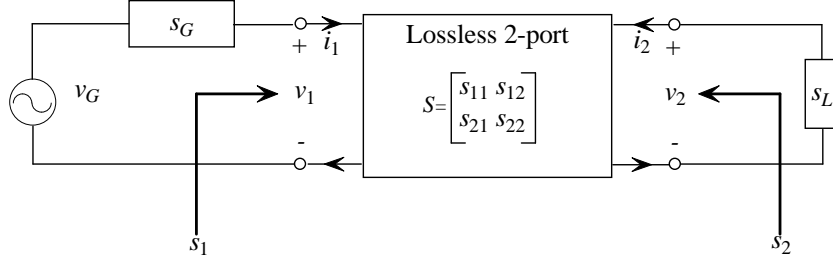 s_G
+ i_1
Lossless 2-port
i_2 +
v_G
v_1
S= [s_11 s_12
s_21 s_22]
v_2
s_L
-
-
s_1
s_2